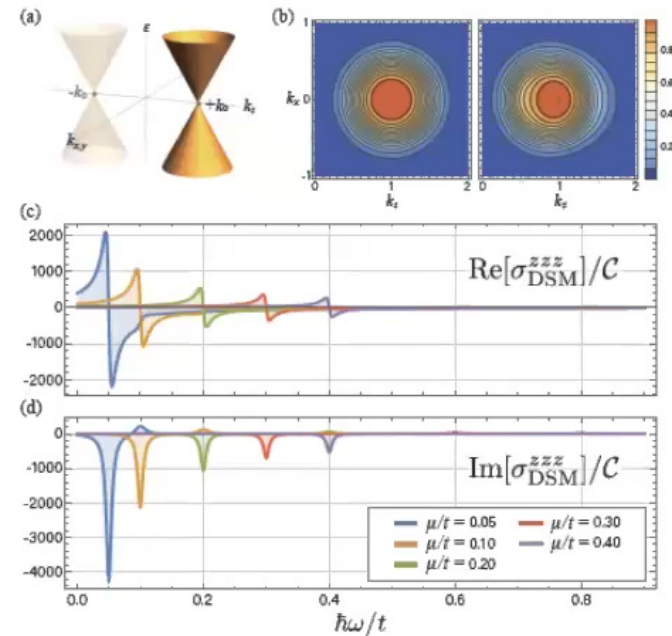 (a)
ε
-k₀
+k₀ k_z
k_{x,y}
(b)
1
k_x 0
-1
0 1 2
k_z
0 1 2
k_z
0.8
0.6
0.4
0.2
(c)
2000
1000
0
-1000
-2000
Re[σ^{zzz}_{DSM}]/𝒞
(d)
0
-1000
-2000
-3000
-4000
Im[σ^{zzz}_{DSM}]/𝒞
μ/t = 0.05 μ/t = 0.30
μ/t = 0.10 μ/t = 0.40
μ/t = 0.20
0.0 0.2 0.4 0.6 0.8
ħω/t